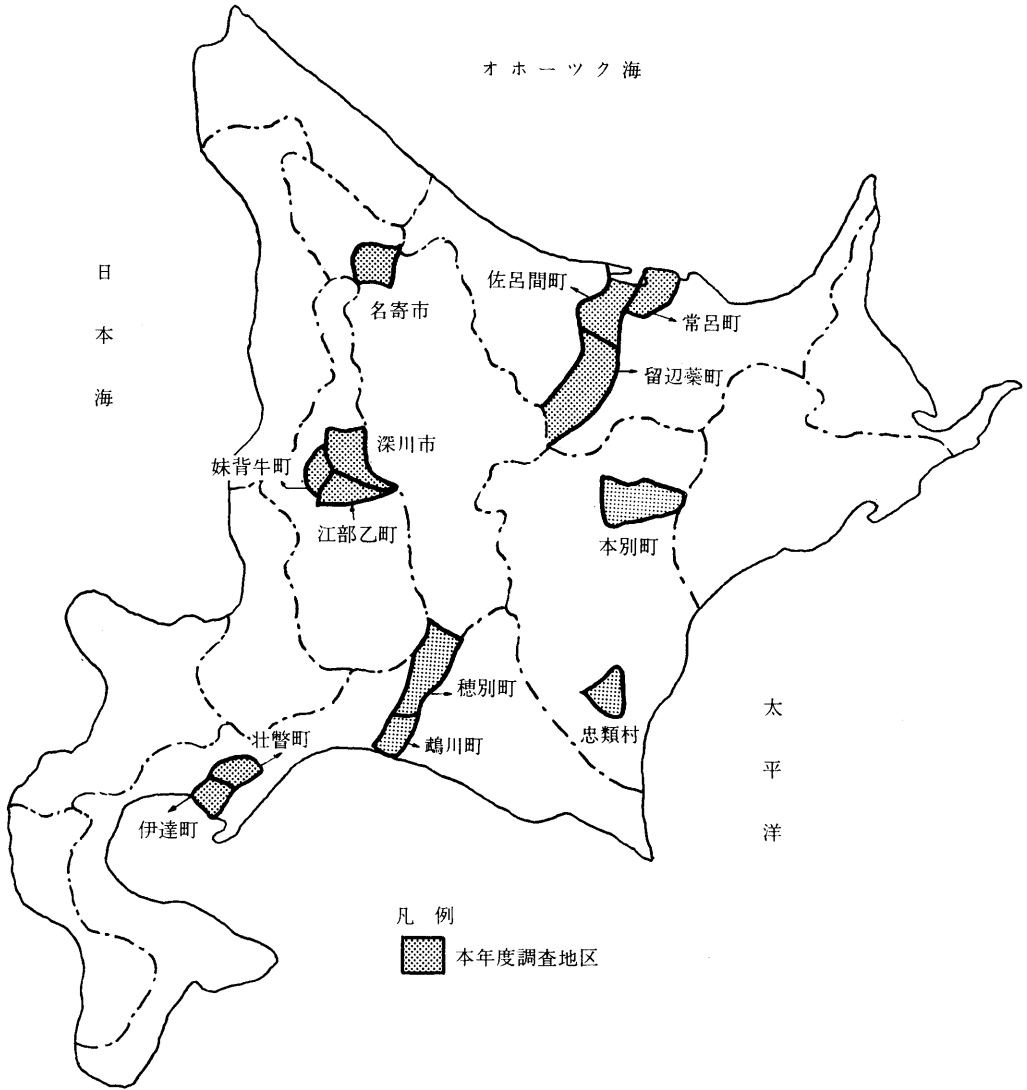 オホーツク海
日本海
名寄市
佐呂間町
常呂町
留辺蘂町
深川市
妹背牛町
江部乙町
本別町
穂別町
鵡川町
忠類村
太平洋
壮瞥町
伊達町
凡例
本年度調査地区